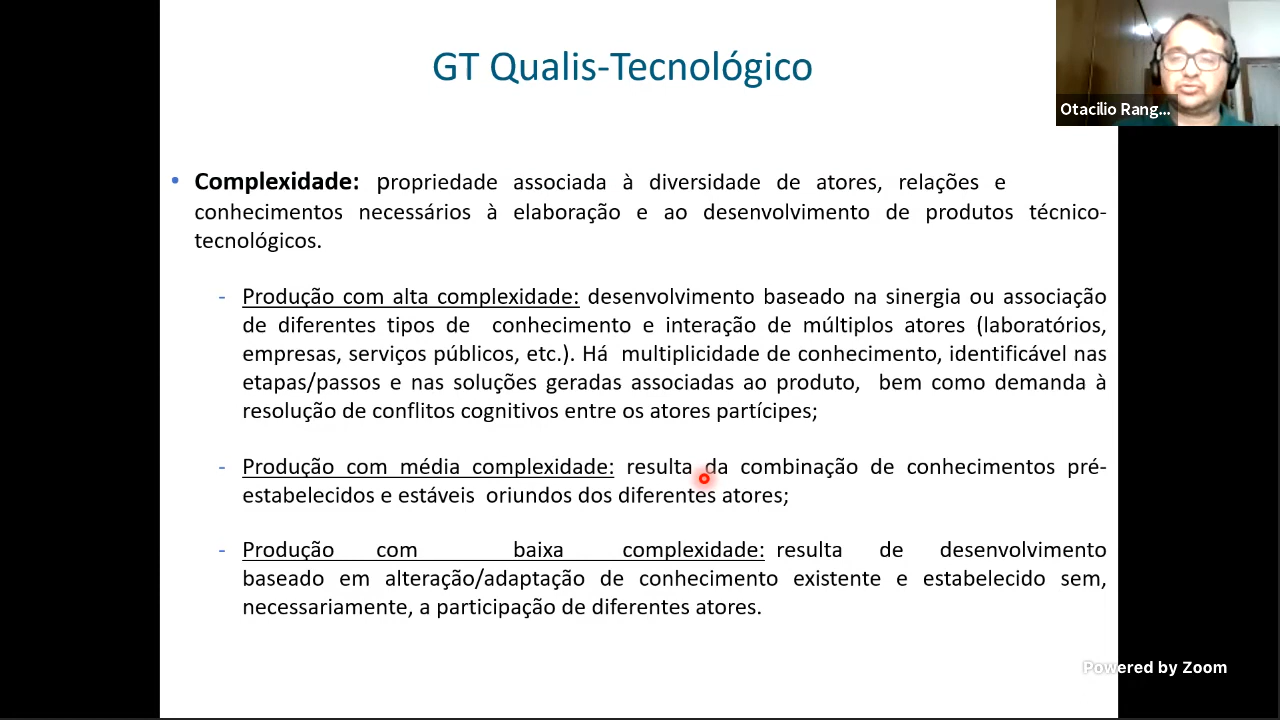 GT Qualis-Tecnológico
Otacilio Rang...
• Complexidade: propriedade associada à diversidade de atores, relações e
conhecimentos necessários à elaboração e ao desenvolvimento de produtos técnico-
tecnológicos.
- Produção com alta complexidade: desenvolvimento baseado na sinergia ou associação
de diferentes tipos de conhecimento e interação de múltiplos atores (laboratórios,
empresas, serviços públicos, etc.). Há multiplicidade de conhecimento, identificável nas
etapas/passos e nas soluções geradas associadas ao produto, bem como demanda à
resolução de conflitos cognitivos entre os atores partícipes;
- Produção com média complexidade: resulta da combinação de conhecimentos pré-
estabelecidos e estáveis oriundos dos diferentes atores;
- Produção com baixa complexidade: resulta de desenvolvimento
baseado em alteração/adaptação de conhecimento existente e estabelecido sem,
necessariamente, a participação de diferentes atores.
Powered by Zoom